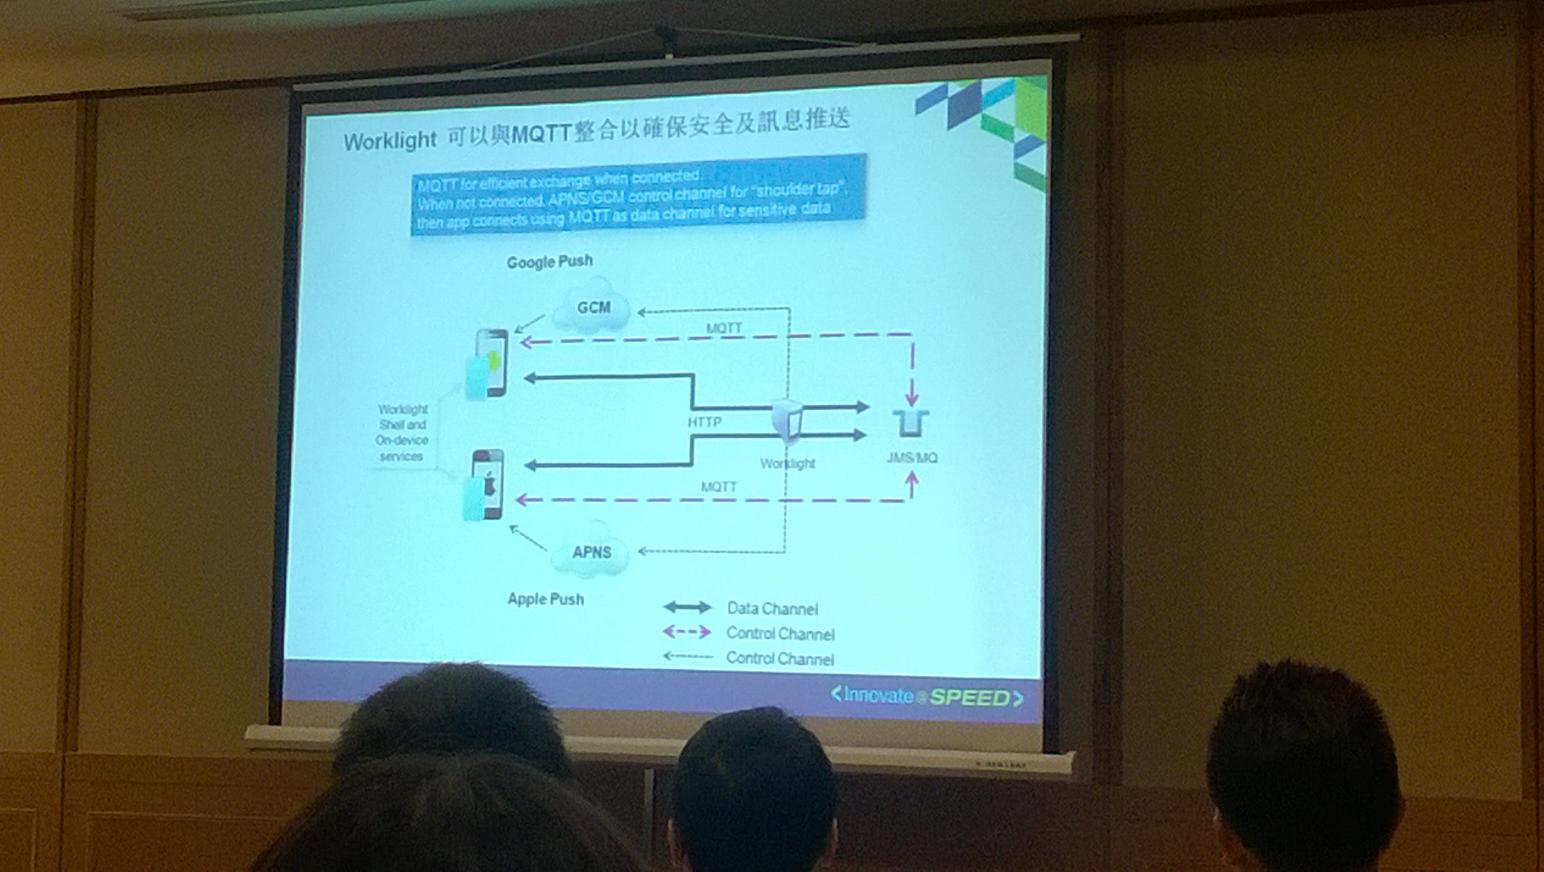 Worklight 可以與MQTT整合以確保安全及訊息推送
MQTT for efficient exchange when connected.
When not connected, APNS/GCM control channel for "shoulder tap",
then app connects using MQTT as data channel for sensitive data
Google Push
GCM
MQTT
Worklight
Shell and
On-device
services
HTTP
Worklight
JMS/MQ
MQTT
APNS
Apple Push
Data Channel
Control Channel
Control Channel
<Innovate@SPEED>